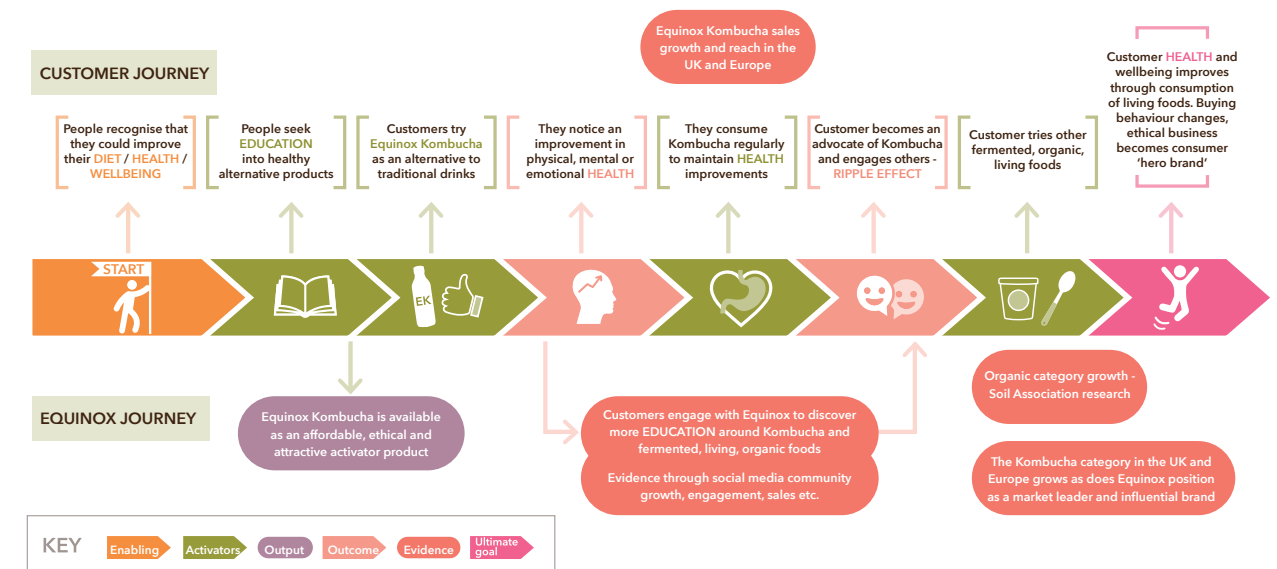 Equinox Kombucha sales
growth and reach in the
UK and Europe
CUSTOMER JOURNEY
People recognise that
they could improve
their DIET / HEALTH /
WELLBEING
People seek
EDUCATION
into healthy
alternative products
Customers try
Equinox Kombucha
as an alternative to
traditional drinks
They notice an
improvement in
physical, mental or
emotional HEALTH
They consume
Kombucha regularly
to maintain HEALTH
improvements
Customer becomes an
advocate of Kombucha
and engages others -
RIPPLE EFFECT
Customer tries other
fermented, organic,
living foods
Customer HEALTH and
wellbeing improves
through consumption
of living foods. Buying
behaviour changes,
ethical business
becomes consumer
‘hero brand’
START
EK
EQUINOX JOURNEY
Equinox Kombucha is available
as an affordable, ethical and
attractive activator product
Customers engage with Equinox to discover
more EDUCATION around Kombucha and
fermented, living, organic foods
Evidence through social media community
growth, engagement, sales etc.
Organic category growth -
Soil Association research
The Kombucha category in the UK and
Europe grows as does Equinox position
as a market leader and influential brand
KEY
Enabling
Activators
Output
Outcome
Evidence
Ultimate
goal